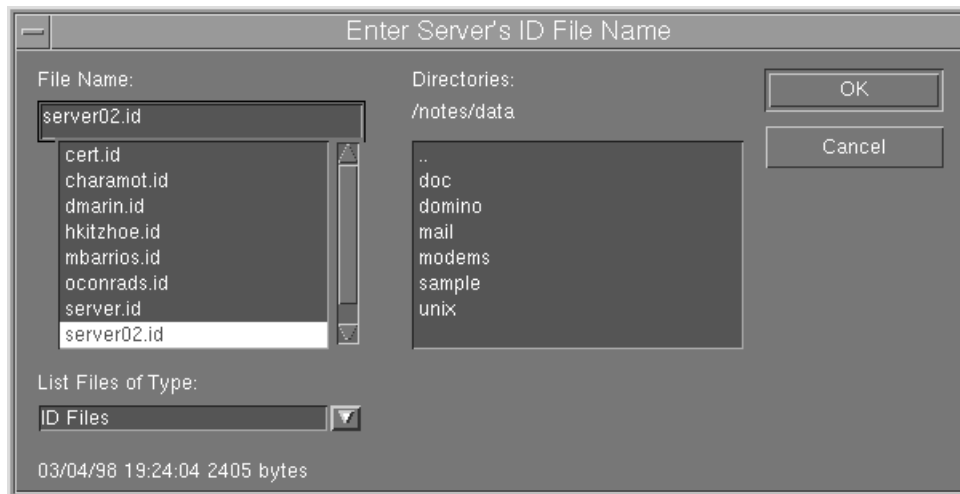 Enter Server's ID File Name
File Name:
server02.id
cert.id
charamot.id
dmarin.id
hkitzhoe.id
mbarrios.id
oconrads.id
server.id
server02.id
List Files of Type:
ID Files
03/04/98 19:24:04 2405 bytes
Directories:
/notes/data
..
doc
domino
mail
modems
sample
unix
OK
Cancel